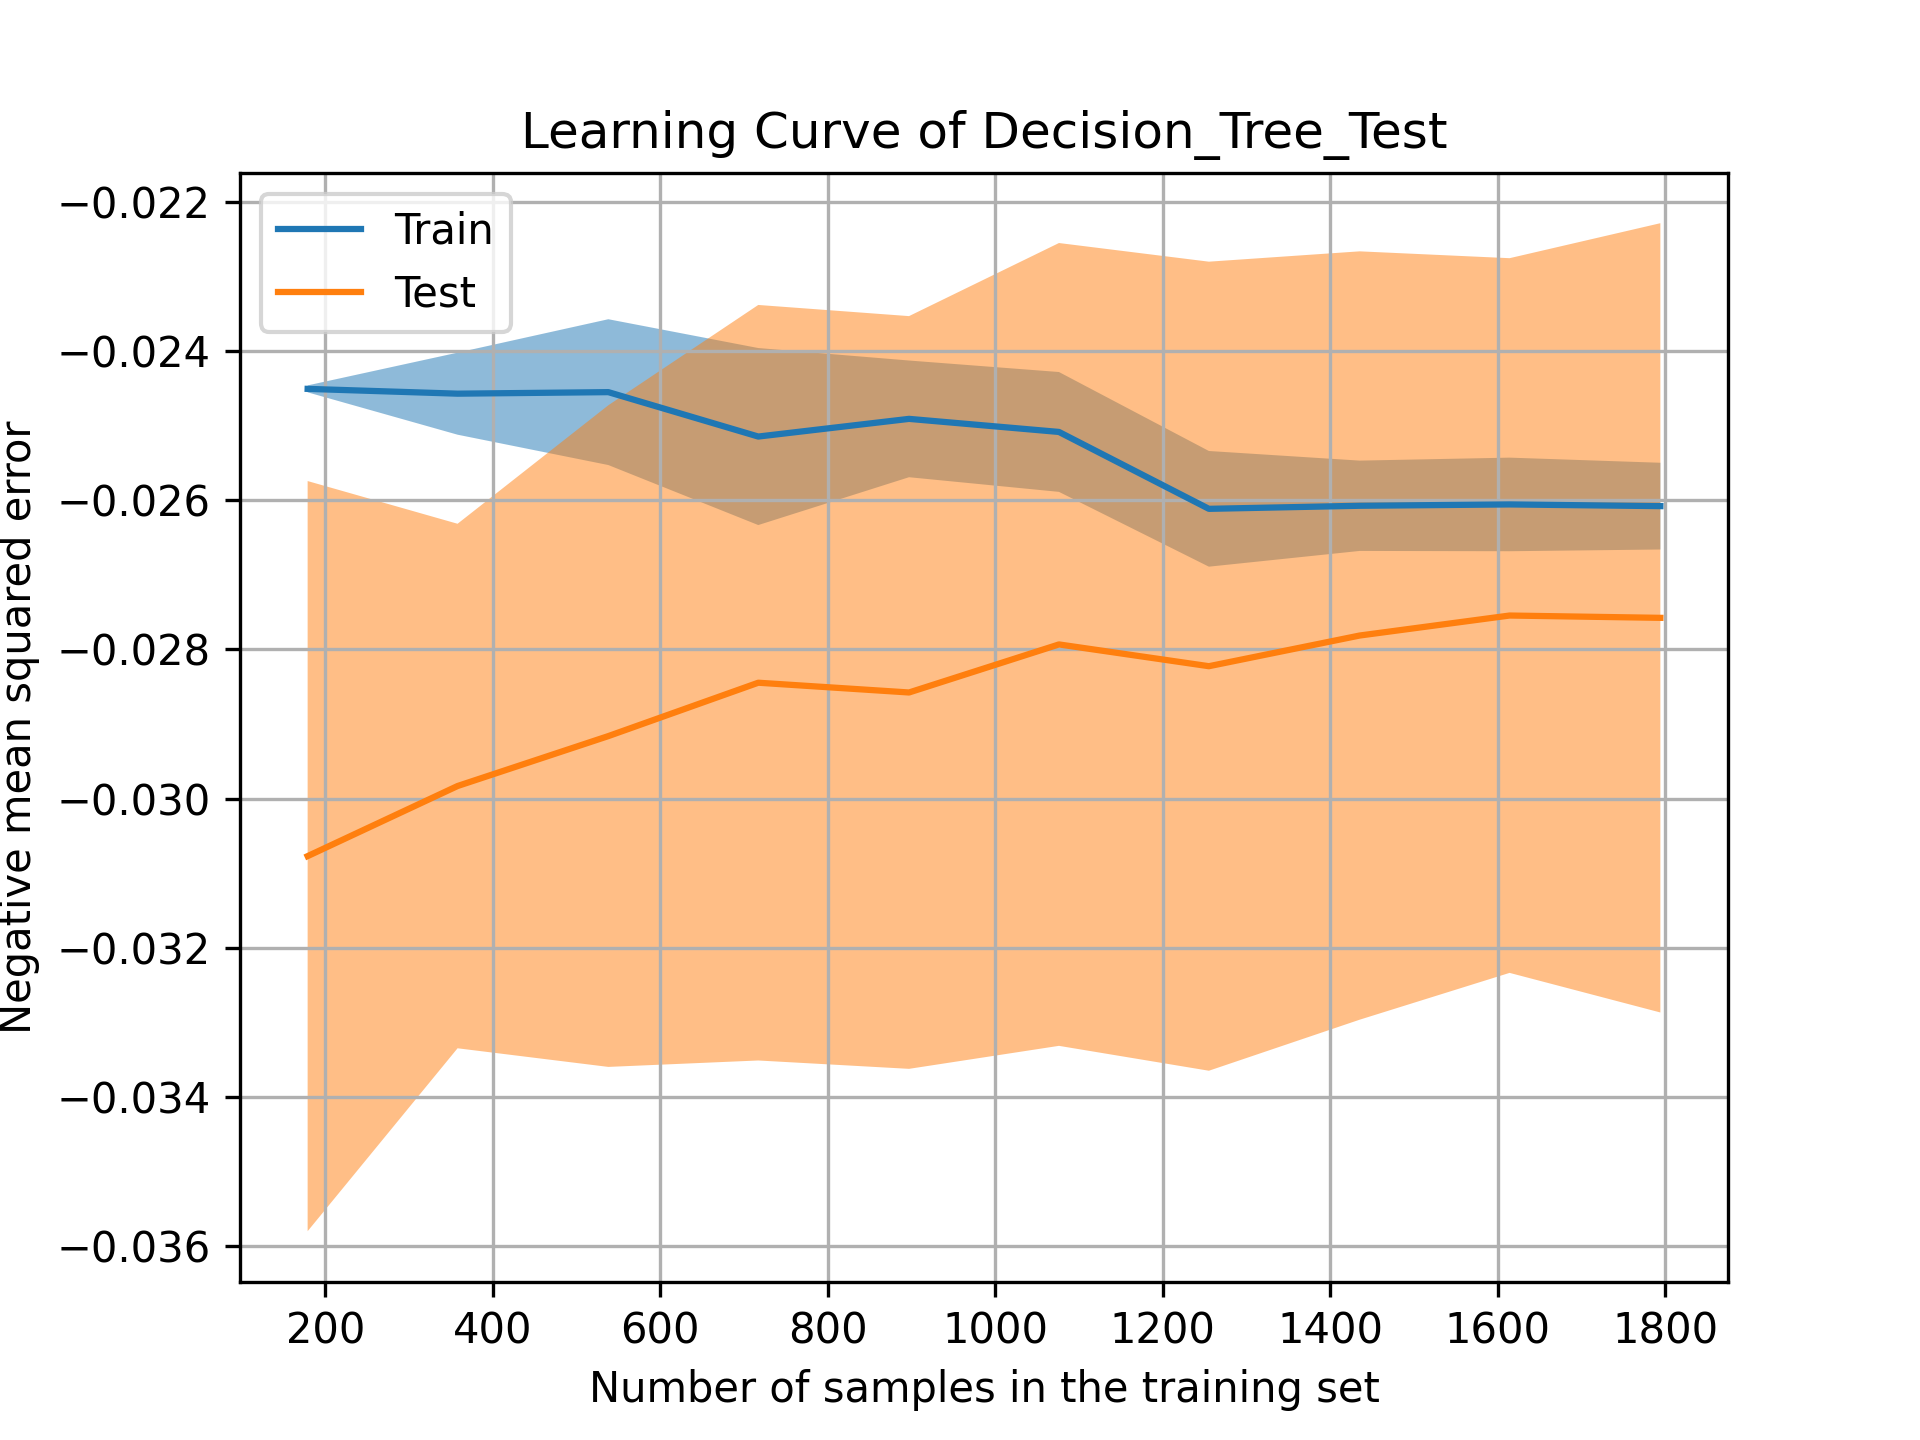 Learning Curve of Decision_Tree_Test
Train
Test
−0.022
−0.024
−0.026
−0.028
−0.030
−0.032
−0.034
−0.036
Negative mean squared error
200 400 600 800 1000 1200 1400 1600 1800
Number of samples in the training set